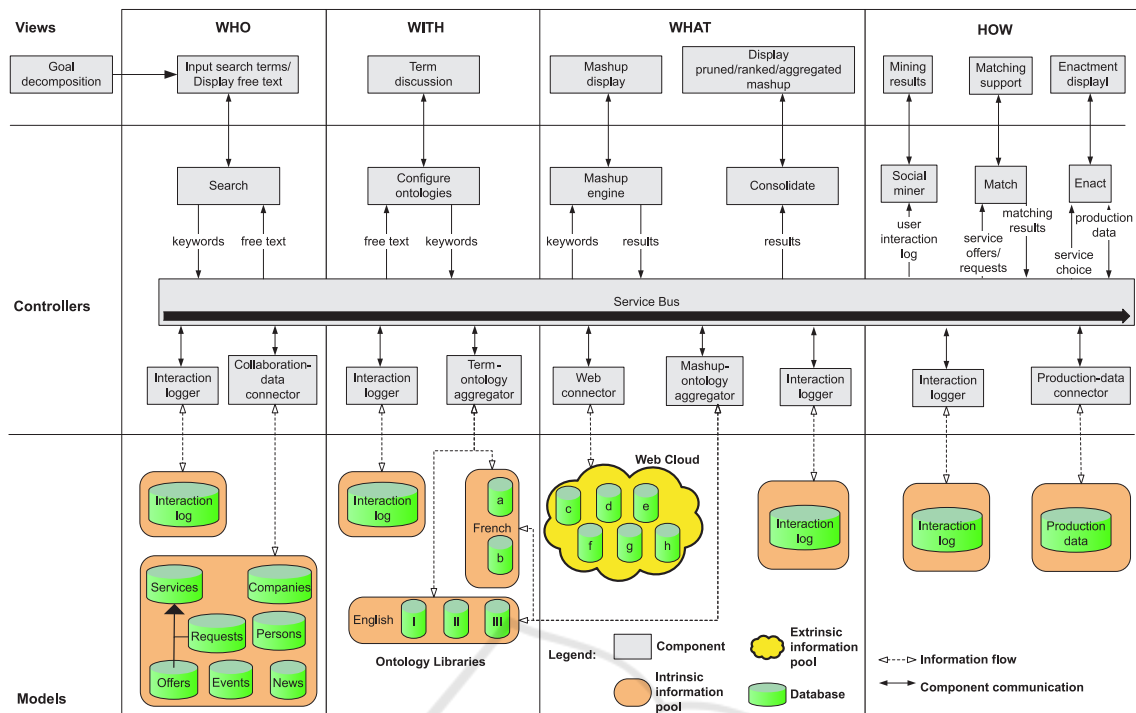 Views
WHO
WITH
WHAT
HOW
Goal
decomposition
Input search terms/
Display free text
Term
discussion
Mashup
display
Display
pruned/ranked/aggregated
mashup
Mining
results
Matching
support
Enactment
displayl
Search
Configure
ontologies
Mashup
engine
Consolidate
Social
miner
Match
Enact
keywords
free text
free text
keywords
keywords
results
results
user
interaction
log
service
offers/
requests
matching
results
service
choice
production
data
Controllers
Service Bus
Interaction
logger
Collaboration-
data
connector
Interaction
logger
Term-
ontology
aggregator
Web
connector
Mashup-
ontology
aggregator
Interaction
logger
Interaction
logger
Production-data
connector
Interaction
log
Interaction
log
a
French
b
Web Cloud
c
d
e
f
g
h
Interaction
log
Interaction
log
Production
data
Services
Companies
Requests
Persons
Offers
Events
News
English
I
II
III
Ontology Libraries
Legend:
Component
Intrinsic
information
pool
Extrinsic
information
pool
Database
Information flow
Component communication
Models